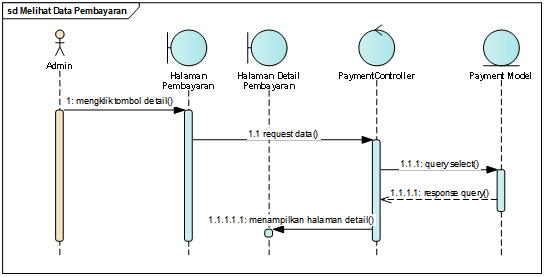 sd Melihat Data Pembayaran
Admin
Halaman
Pembayaran
Halaman Detail
Pembayaran
PaymentController
Payment Model
1: mengklik tombol detail()
1.1 request data()
1.1.1: query select()
1.1.1.1: response query()
1.1.1.1.1: menampilkan halaman detail()